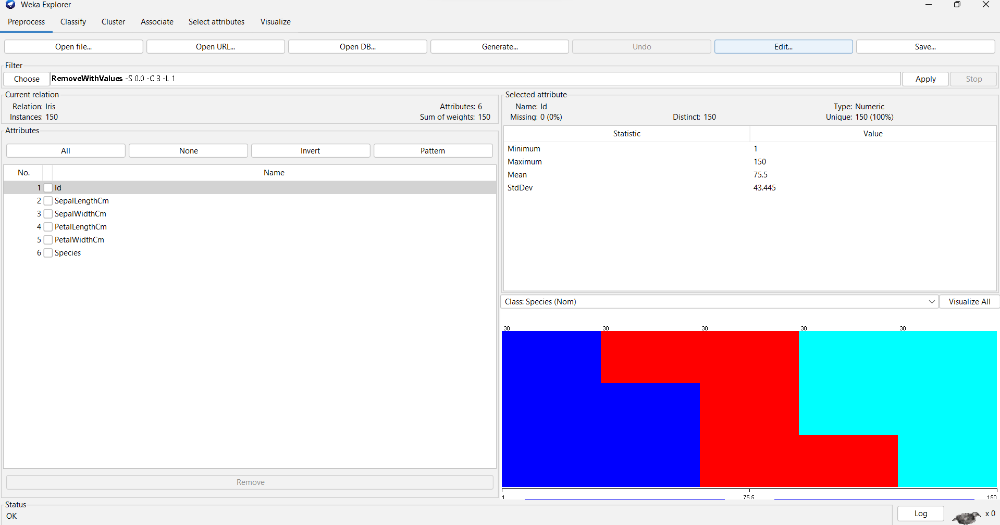 Weka Explorer
Preprocess Classify Cluster Associate Select attributes Visualize
Open file... Open URL... Open DB... Generate... Undo Edit... Save...
Filter
Choose RemoveWithValues -S 0.0 -C 3 -L 1 Apply Stop
Current relation
Relation: Iris Attributes: 6
Instances: 150 Sum of weights: 150
Attributes
All None Invert Pattern
No. Name
1 Id
2 SepalLengthCm
3 SepalWidthCm
4 PetalLengthCm
5 PetalWidthCm
6 Species
Remove
Selected attribute
Name: Id Type: Numeric
Missing: 0 (0%) Distinct: 150 Unique: 150 (100%)
Statistic Value
Minimum 1
Maximum 150
Mean 75.5
StdDev 43.445
Class: Species (Nom) Visualize All
30 30 30 30 30
1 75.5 150
Status
OK
Log x 0